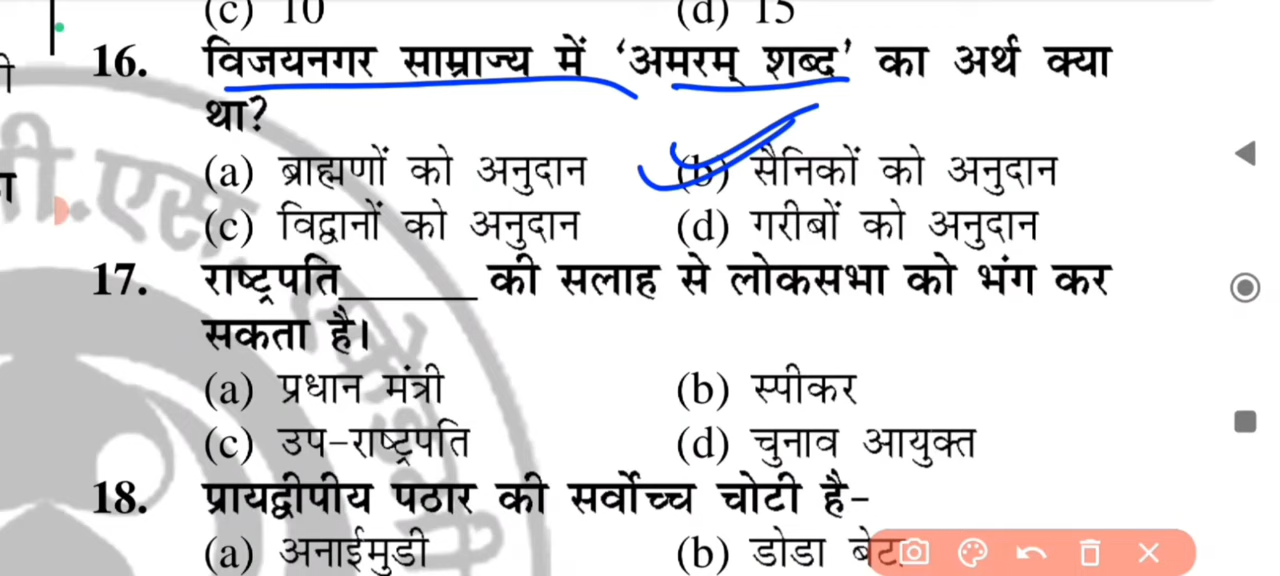 (c) 10 (d) 15
16. विजयनगर साम्राज्य में ‘अमरम् शब्द’ का अर्थ क्या
था?
(a) ब्राह्मणों को अनुदान (b) सैनिकों को अनुदान
(c) विद्वानों को अनुदान (d) गरीबों को अनुदान
17. राष्ट्रपति______ की सलाह से लोकसभा को भंग कर
सकता है।
(a) प्रधान मंत्री (b) स्पीकर
(c) उप-राष्ट्रपति (d) चुनाव आयुक्त
18. प्रायद्वीपीय पठार की सर्वोच्च चोटी है-
(a) अनाईमुडी (b) डोडा